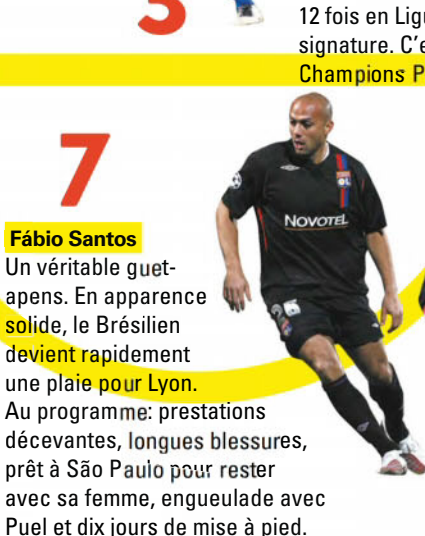 3
12 fois en Ligu
signature. C'e
Champions P
7
Fábio Santos
Un véritable guet-
apens. En apparence
solide, le Brésilien
devient rapidement
une plaie pour Lyon.
Au programme: prestations
décevantes, longues blessures,
prêt à São Paulo pour rester
avec sa femme, engueulade avec
Puel et dix jours de mise à pied.
OL
NOVOTEL